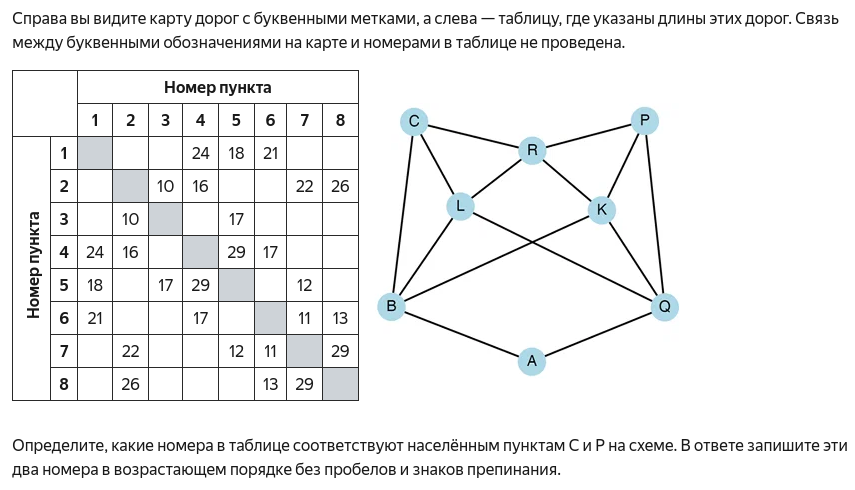 Справа вы видите карту дорог с буквенными метками, а слева — таблицу, где указаны длины этих дорог. Связь
между буквенными обозначениями на карте и номерами в таблице не проведена.
Номер пункта
1 2 3 4 5 6 7 8
Номер пункта
1 24 18 21
2 10 16 22 26
3 10 17
4 24 16 29 17
5 18 17 29 12
6 21 17 11 13
7 22 12 11 29
8 26 13 29
C
P
R
L
K
B
Q
A
Определите, какие номера в таблице соответствуют населённым пунктам C и P на схеме. В ответе запишите эти
два номера в возрастающем порядке без пробелов и знаков препинания.